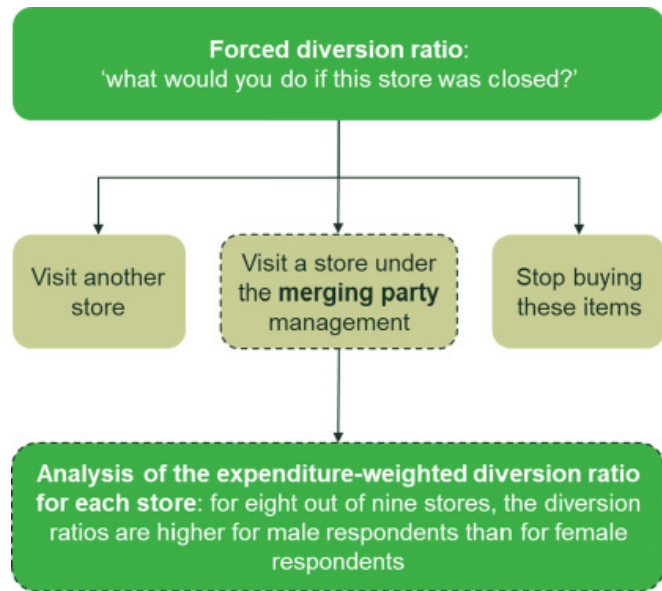 Forced diversion ratio:
‘what would you do if this store was closed?’
Visit another
store
Visit a store under
the merging party
management
Stop buying
these items
Analysis of the expenditure-weighted diversion ratio
for each store: for eight out of nine stores, the diversion
ratios are higher for male respondents than for female
respondents